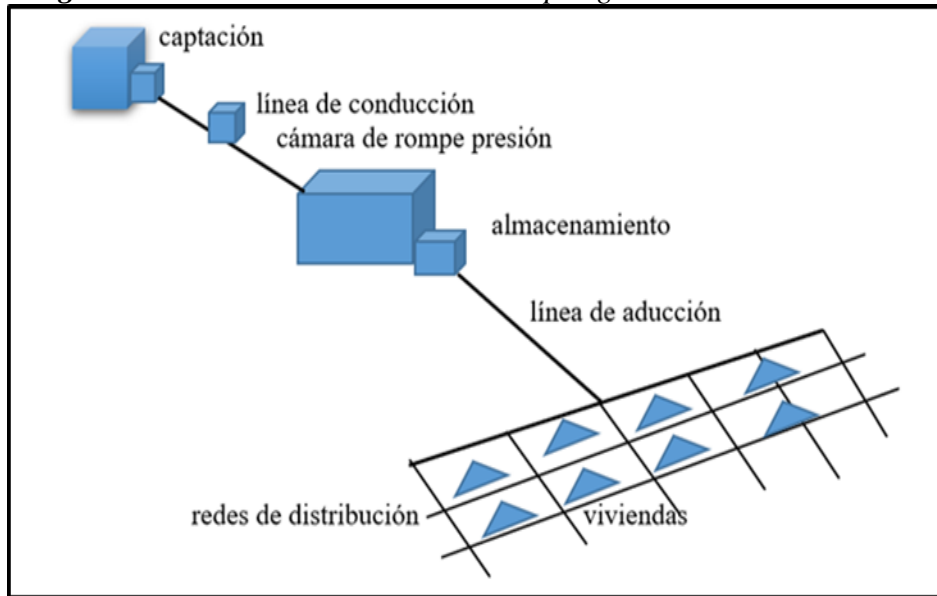 captación
línea de conducción
cámara de rompe presión
almacenamiento
línea de aducción
redes de distribución
viviendas